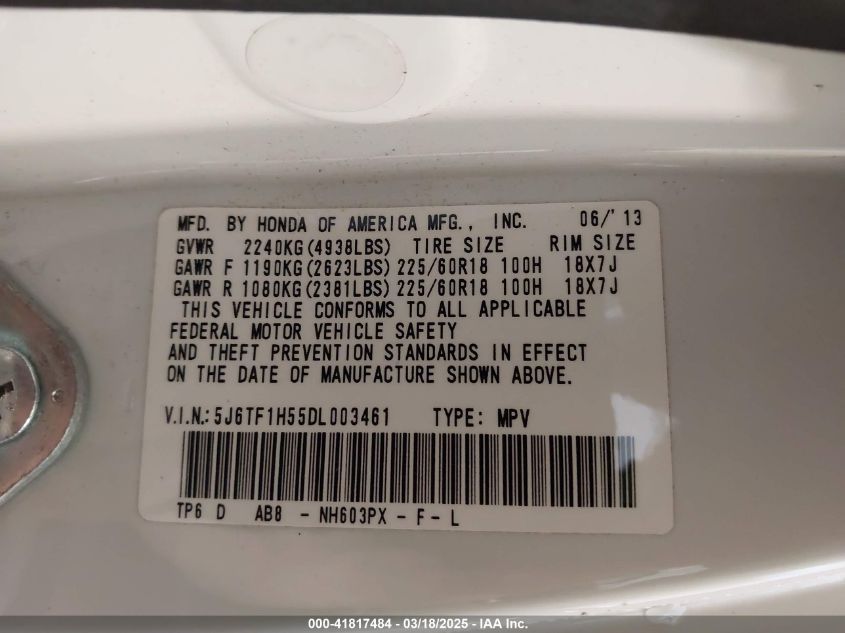 MFD. BY HONDA OF AMERICA MFG., INC. 06/'13
GVWR 2240KG(4938LBS) TIRE SIZE RIM SIZE
GAWR F 1190KG(2623LBS) 225/60R18 100H 18X7J
GAWR R 1080KG(2381LBS) 225/60R18 100H 18X7J
THIS VEHICLE CONFORMS TO ALL APPLICABLE
FEDERAL MOTOR VEHICLE SAFETY
AND THEFT PREVENTION STANDARDS IN EFFECT
ON THE DATE OF MANUFACTURE SHOWN ABOVE.
V.I.N.:5J6TF1H55DL003461 TYPE: MPV
TP6 D AB8 - NH603PX - F - L
000-41817484 - 03/18/2025 - IAA Inc.